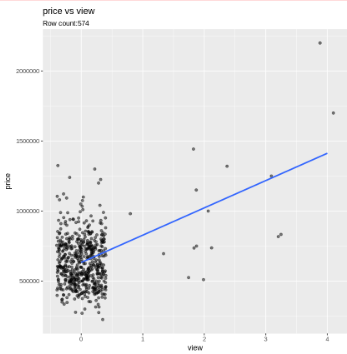 price vs view
Row count:574
2000000
1500000
1000000
500000
price
0 1 2 3 4
view